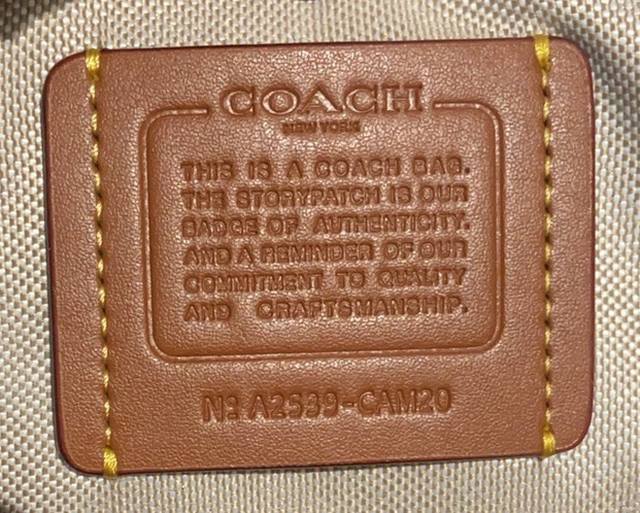 COACH
NEW YORK
THIS IS A COACH BAG.
THE STORYPATCH IS OUR
BADGE OF AUTHENTICITY.
AND A REMINDER OF OUR
COMMITMENT TO QUALITY
AND CRAFTSMANSHIP.
Nº A2539-CAM20